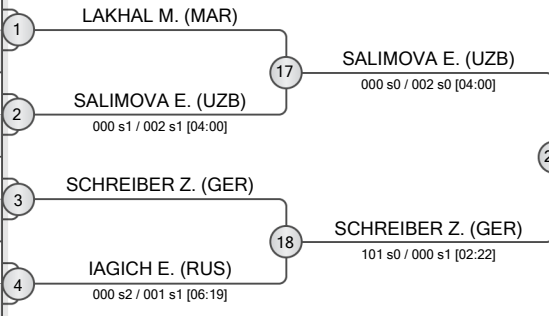 LAKHAL M. (MAR)
1
17
SALIMOVA E. (UZB)
000 s0 / 002 s0 [04:00]
SALIMOVA E. (UZB)
2
000 s1 / 002 s1 [04:00]
2
SCHREIBER Z. (GER)
3
18
SCHREIBER Z. (GER)
101 s0 / 000 s1 [02:22]
IAGICH E. (RUS)
4
000 s2 / 001 s1 [06:19]